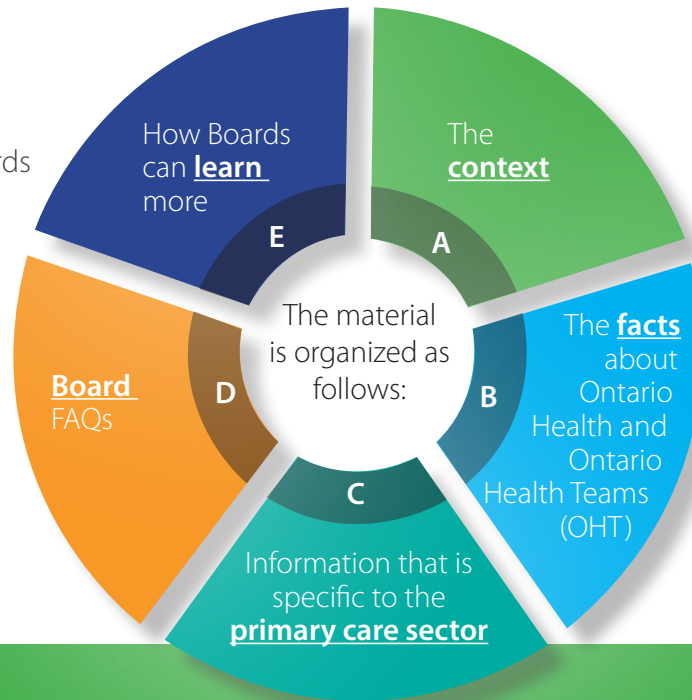 The material
is organized as
follows:
A
The
context
B
The facts
about
Ontario
Health and
Ontario
Health Teams
(OHT)
C
Information that is
specific to the
primary care sector
D
Board
FAQs
E
How Boards
can learn
more